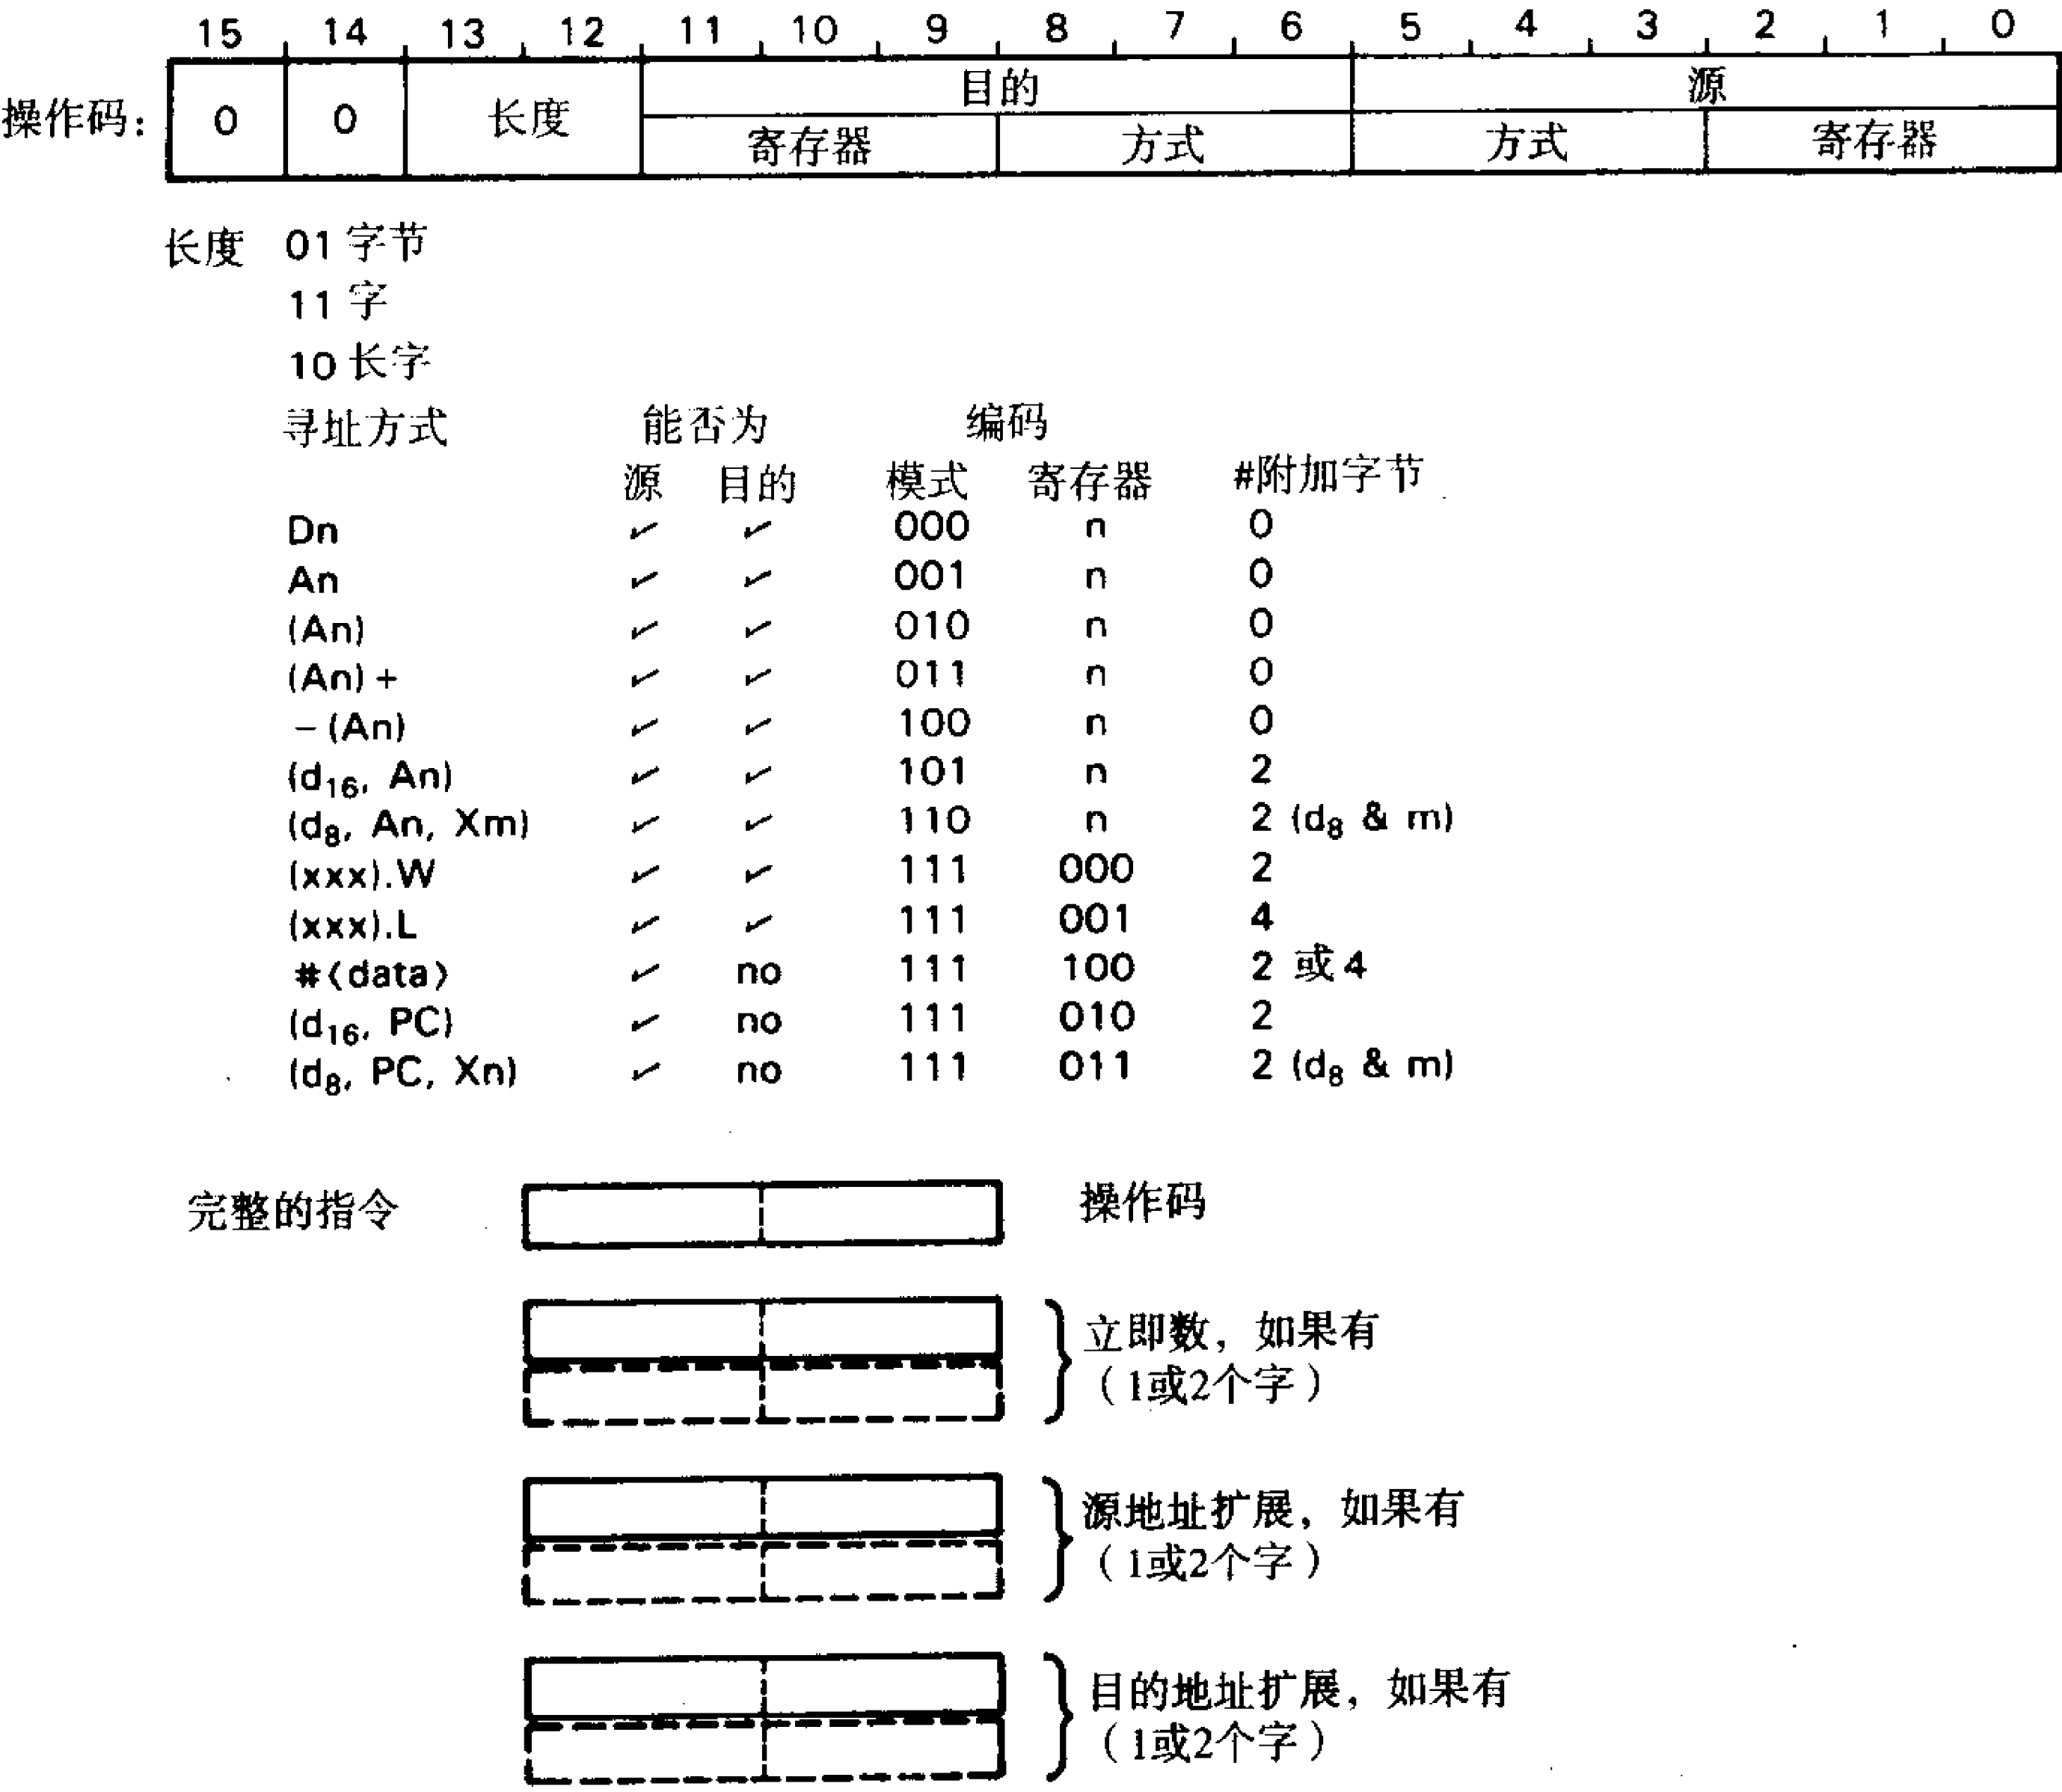 15 14 13 12 11 10 9 8 7 6 5 4 3 2 1 0
操作码： 0 0 长度 目的 源
寄存器 方式 方式 寄存器
长度 01 字节
11 字
10 长字
寻址方式 能否为 编码
源 目的 模式 寄存器 #附加字节
Dn ✓ ✓ 000 n 0
An ✓ ✓ 001 n 0
(An) ✓ ✓ 010 n 0
(An) + ✓ ✓ 011 n 0
– (An) ✓ ✓ 100 n 0
(d₁₆, An) ✓ ✓ 101 n 2
(d₈, An, Xm) ✓ ✓ 110 n 2 (d₈ & m)
(xxx).W ✓ ✓ 111 000 2
(xxx).L ✓ ✓ 111 001 4
#⟨data⟩ ✓ no 111 100 2 或 4
(d₁₆, PC) ✓ no 111 010 2
(d₈, PC, Xn) ✓ no 111 011 2 (d₈ & m)
完整的指令 操作码
立即数，如果有
（1或2个字）
源地址扩展，如果有
（1或2个字）
目的地址扩展，如果有
（1或2个字）